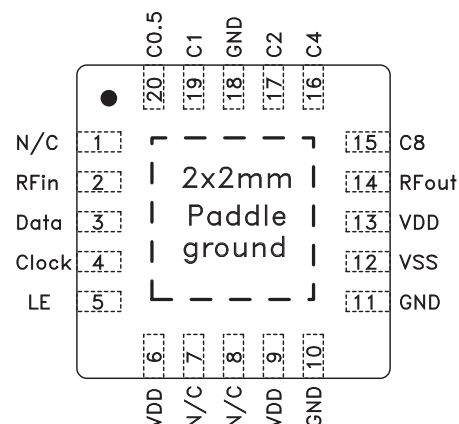 C0.5
C1
GND
C2
C4
20
19
18
17
16
N/C 1
15 C8
RFin 2
14 RFout
Data 3
13 VDD
Clock 4
12 VSS
LE 5
11 GND
2x2mm
Paddle
ground
6
7
8
9
10
VDD
N/C
N/C
VDD
GND